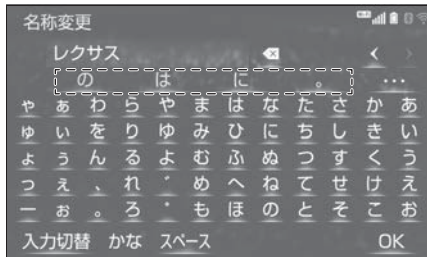 名称変更
レクサス
の は に 。 …
ゃ ぁ わ ら や ま は な た さ か あ
ゅ ぃ を り ゆ み ひ に ち し き い
ょ ぅ ん る よ む ふ ぬ つ す く う
っ ぇ 、 れ ゛ め へ ね て せ け え
ー ぉ 。 ろ ゜ も ほ の と そ こ お
入力切替 かな スペース OK